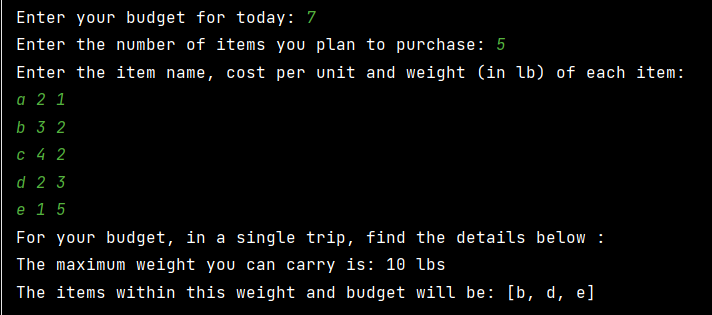 Enter your budget for today: 7
Enter the number of items you plan to purchase: 5
Enter the item name, cost per unit and weight (in lb) of each item:
a 2 1
b 3 2
c 4 2
d 2 3
e 1 5
For your budget, in a single trip, find the details below :
The maximum weight you can carry is: 10 lbs
The items within this weight and budget will be: [b, d, e]